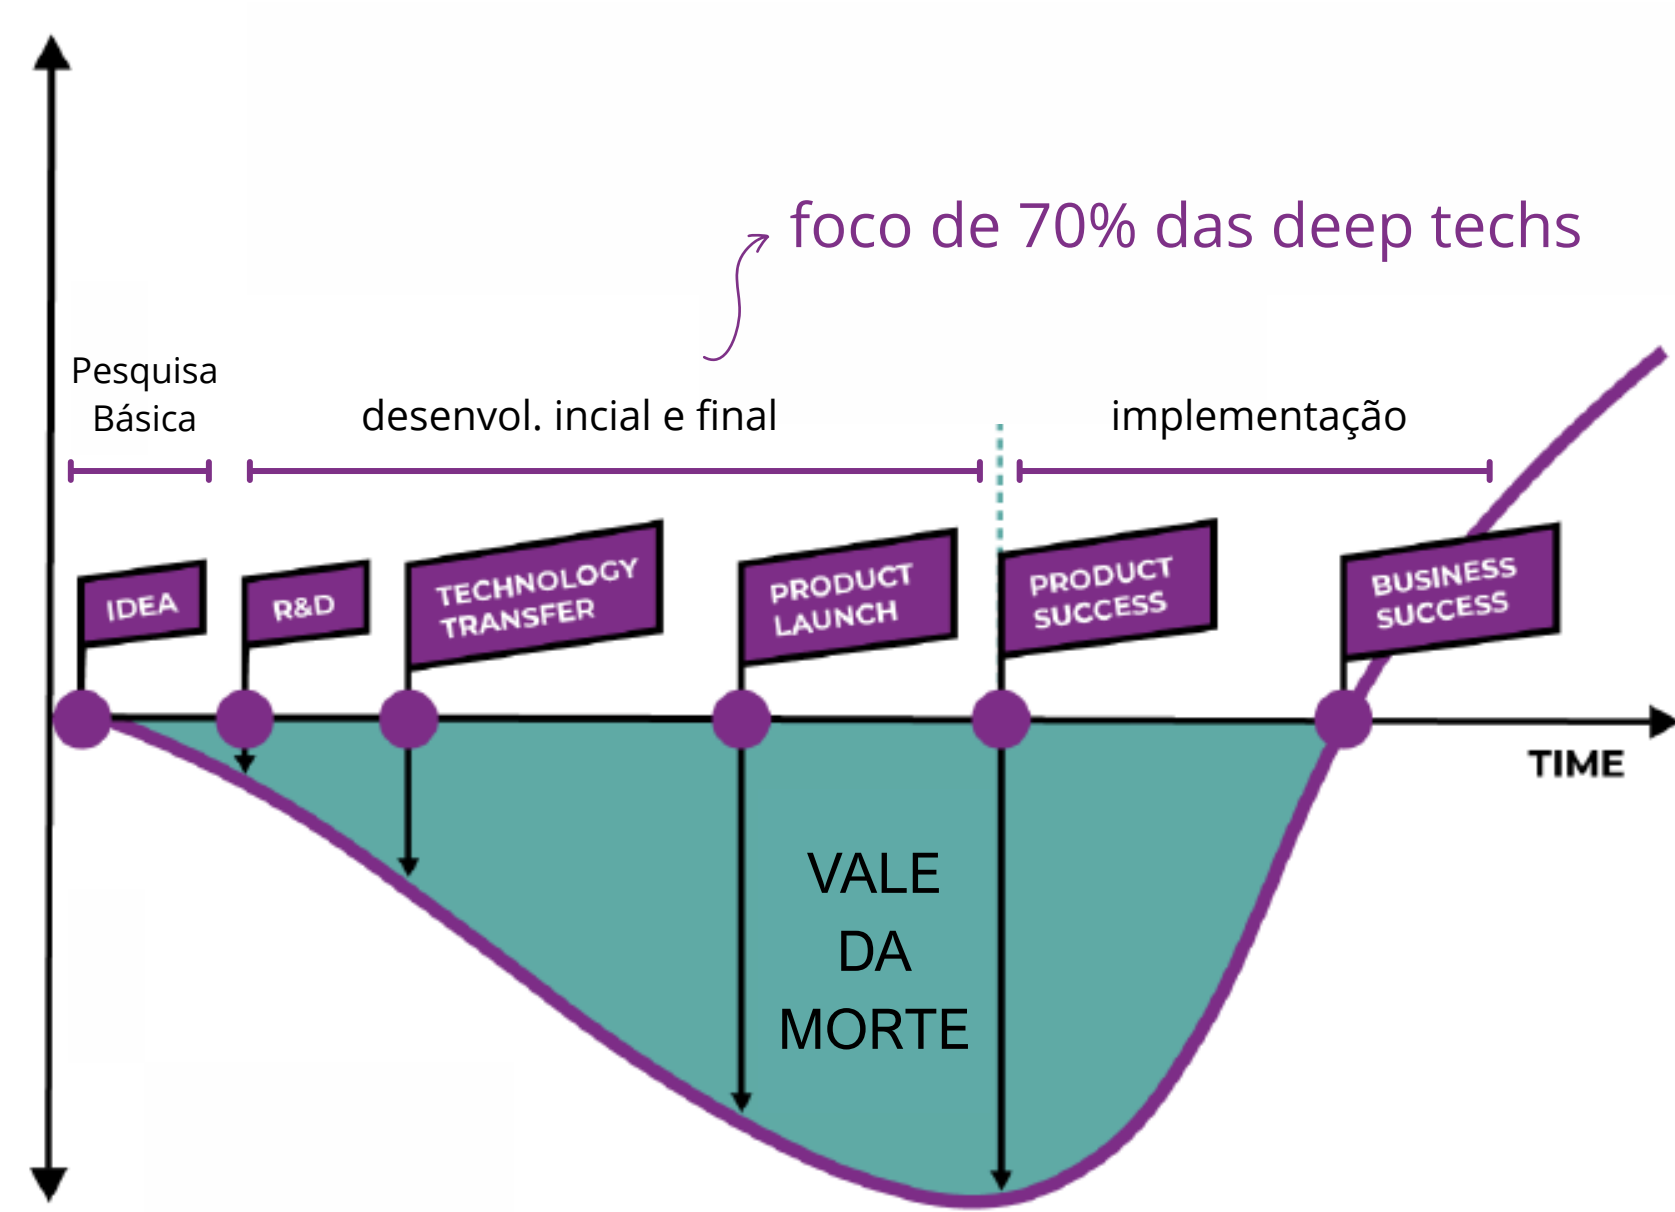 foco de 70% das deep techs
Pesquisa
Básica
desenvol. incial e final
implementação
IDEA
R&D
TECHNOLOGY
TRANSFER
PRODUCT
LAUNCH
PRODUCT
SUCCESS
BUSINESS
SUCCESS
TIME
VALE
DA
MORTE